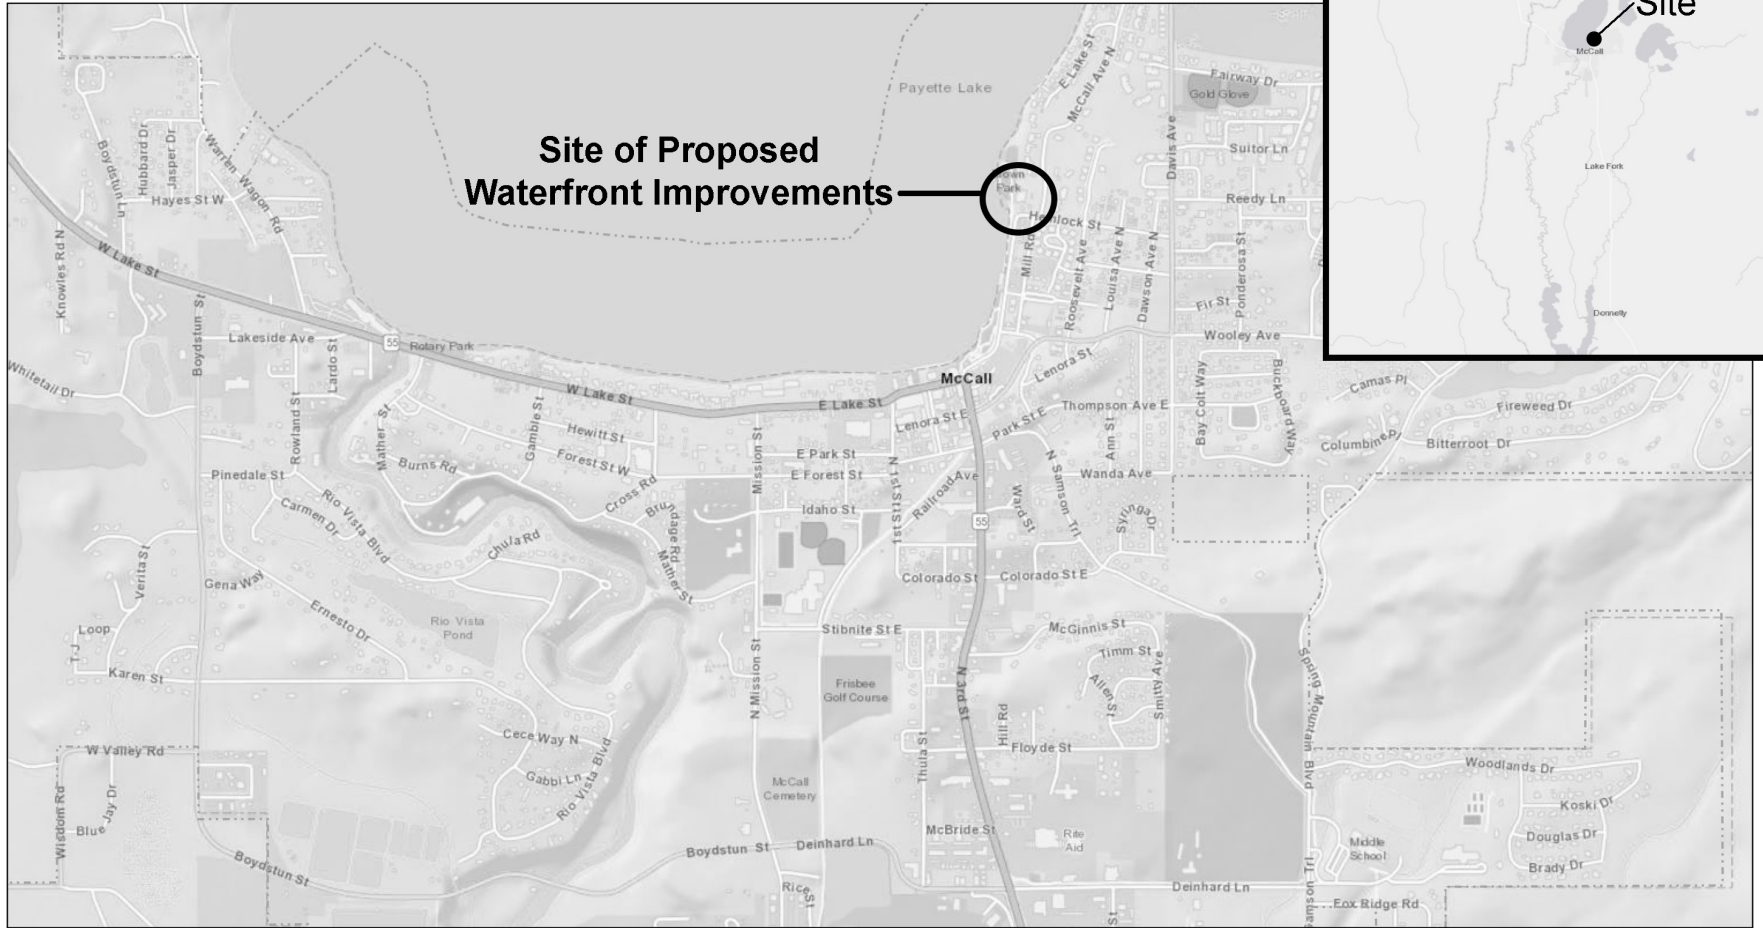 Site
McCall
Lake Fork
Donnelly
Payette Lake
Site of Proposed
Waterfront Improvements
Park
E Lake St
McCall Ave N
Fairway Dr
Gold Glove
Davis Ave
Suitor Ln
Reedy Ln
Hemlock St
Mill Rd
Roosevelt Ave
Louisa Ave N
Dawson Ave N
Ponderosa St
Fir St
Wooley Ave
Boydstun Ln
Hubbard Dr
Jasper Dr
Warren Wagon Rd
Hayes St W
Knowles Rd N
W Lake St
Boydstun St
Lakeside Ave
Lardo St
55
Rotary Park
Whitetail Dr
Rowland St
Mather St
W Lake St
E Lake St
McCall
Lenora St
Lenora St E
Park St E
Thompson Ave E
Ann St
Bay Colt Way
Buckboard Way
Camas Pl
Fireweed Dr
Columbine Pl
Bitterroot Dr
Gamble St
Hewitt St
Forest St W
Mission St
E Park St
E Forest St
N 1st St
1st St
Railroad Ave
Idaho St
Wanda Ave
N Samson Trl
Ward St
Syringa Dr
55
Pinedale St
Burns Rd
Cross Rd
Brundage Rd
Mather St
Carmen Dr
Rio Vista Blvd
Chula Rd
Verita St
Gena Way
Ernesto Dr
Rio Vista
Pond
Colorado St
Colorado St E
Stibnite St E
McGinnis St
Timm St
Allen St
Smitty Ave
Loop
T-J
Karen St
N Mission St
Frisbee
Golf Course
N 3rd St
Hill Rd
Floyde St
Thula St
Spring Mountain Blvd
W Valley Rd
Wisdom Rd
Blue Jay Dr
Cece Way N
Gabbi Ln
Rio Vista Blvd
McCall
Cemetery
McBride St
Rite
Aid
Woodlands Dr
Koski Dr
Douglas Dr
Brady Dr
Middle
School
Boydstun St
Boydstun St
Deinhard Ln
Deinhard Ln
Rice St
St
Samson Trl
Fox Ridge Rd